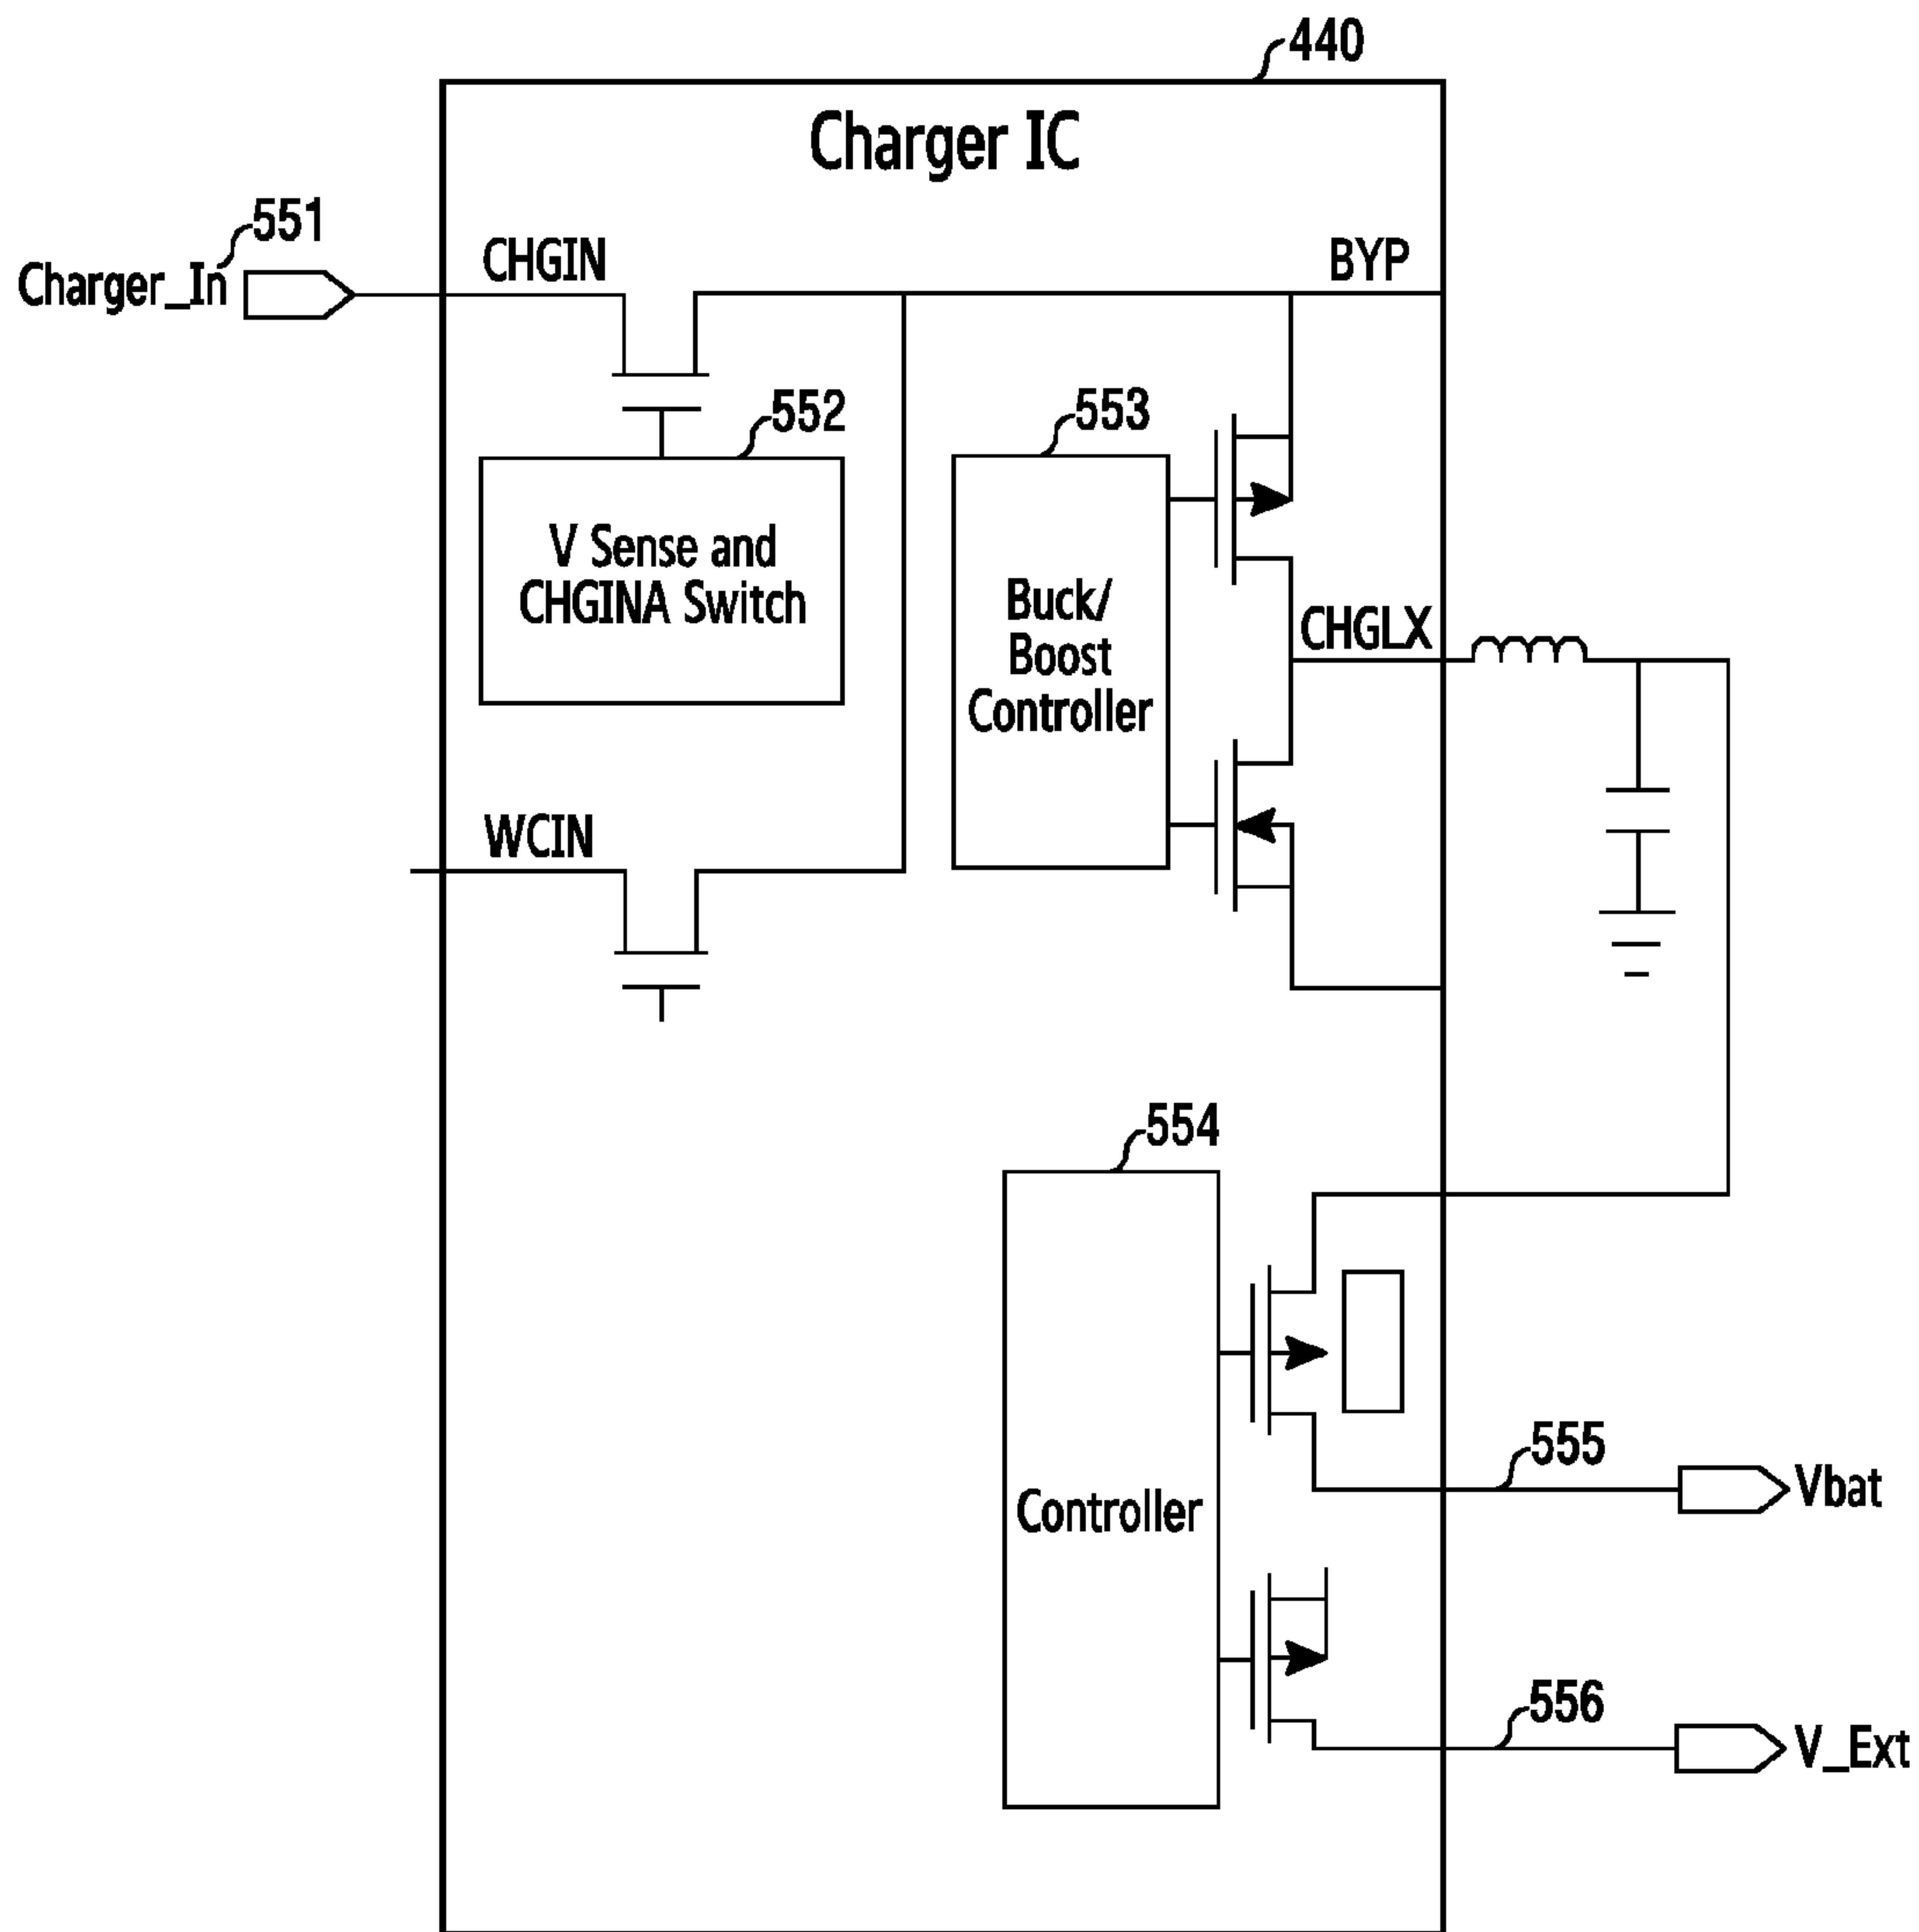 440
Charger IC
551
Charger_In
CHGIN
BYP
552
553
V Sense and
CHGINA Switch
Buck/
Boost
Controller
CHGLX
WCIN
554
Controller
555
Vbat
556
V_Ext